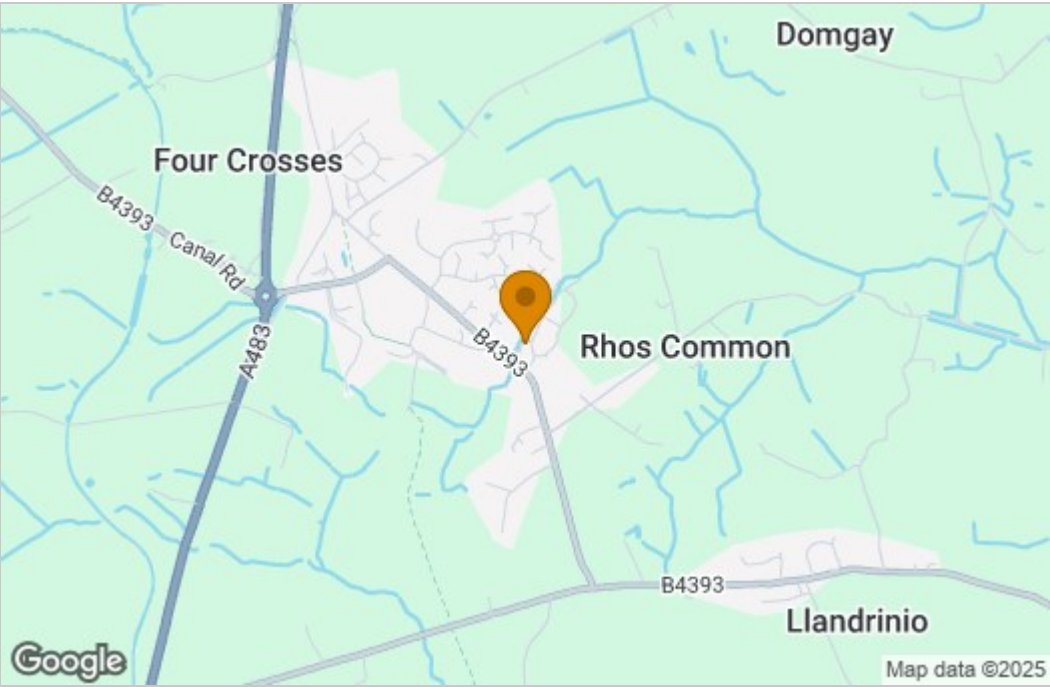 Domgay
Four Crosses
B4393
Canal Rd
A483
B4393
Rhos Common
B4393
Llandrinio
Google
Map data ©2025